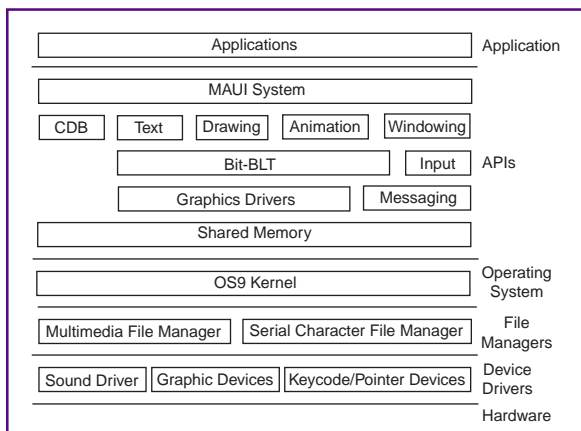 Applications Application
MAUI System
CDB Text Drawing Animation Windowing
Bit-BLT Input APIs
Graphics Drivers Messaging
Shared Memory
OS9 Kernel Operating
System
Multimedia File Manager Serial Character File Manager File
Managers
Sound Driver Graphic Devices Keycode/Pointer Devices Device
Drivers
Hardware